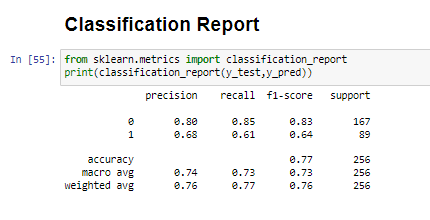 Classification Report
In [55]: from sklearn.metrics import classification_report
print(classification_report(y_test,y_pred))
precision recall f1-score support
0 0.80 0.85 0.83 167
1 0.68 0.61 0.64 89
accuracy 0.77 256
macro avg 0.74 0.73 0.73 256
weighted avg 0.76 0.77 0.76 256